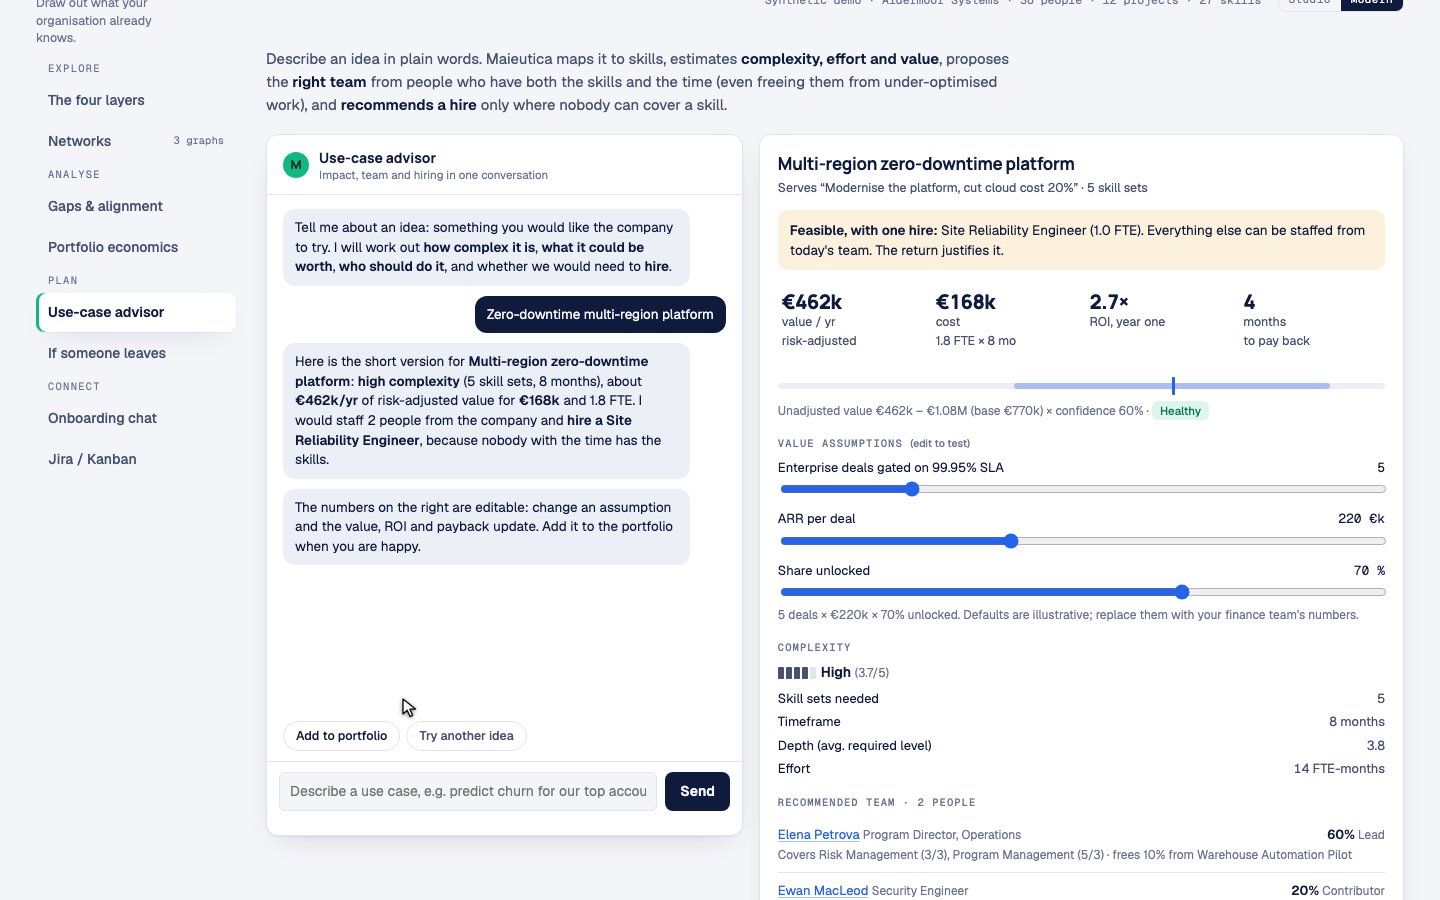 Draw out what your
organisation already
knows.
EXPLORE
The four layers
Networks 3 graphs
ANALYSE
Gaps & alignment
Portfolio economics
PLAN
Use-case advisor
If someone leaves
CONNECT
Onboarding chat
Jira / Kanban
Synthetic demo · Aldermoor Systems · 36 people · 12 projects · 27 skills Studio Modern
Describe an idea in plain words. Maieutica maps it to skills, estimates complexity, effort and value, proposes
the right team from people who have both the skills and the time (even freeing them from under-optimised
work), and recommends a hire only where nobody can cover a skill.
M
Use-case advisor
Impact, team and hiring in one conversation
Tell me about an idea: something you would like the company
to try. I will work out how complex it is, what it could be
worth, who should do it, and whether we would need to hire.
Zero-downtime multi-region platform
Here is the short version for Multi-region zero-downtime
platform: high complexity (5 skill sets, 8 months), about
€462k/yr of risk-adjusted value for €168k and 1.8 FTE. I
would staff 2 people from the company and hire a Site
Reliability Engineer, because nobody with the time has the
skills.
The numbers on the right are editable: change an assumption
and the value, ROI and payback update. Add it to the portfolio
when you are happy.
Add to portfolio Try another idea
Describe a use case, e.g. predict churn for our top accou Send
Multi-region zero-downtime platform
Serves “Modernise the platform, cut cloud cost 20%” · 5 skill sets
Feasible, with one hire: Site Reliability Engineer (1.0 FTE). Everything else can be staffed from
today's team. The return justifies it.
€462k €168k 2.7× 4
value / yr cost ROI, year one months
risk-adjusted 1.8 FTE × 8 mo to pay back
Unadjusted value €462k – €1.08M (base €770k) × confidence 60% · Healthy
VALUE ASSUMPTIONS (edit to test)
Enterprise deals gated on 99.95% SLA 5
ARR per deal 220 €k
Share unlocked 70 %
5 deals × €220k × 70% unlocked. Defaults are illustrative; replace them with your finance team's numbers.
COMPLEXITY
High (3.7/5)
Skill sets needed 5
Timeframe 8 months
Depth (avg. required level) 3.8
Effort 14 FTE-months
RECOMMENDED TEAM · 2 PEOPLE
Elena Petrova Program Director, Operations 60% Lead
Covers Risk Management (3/3), Program Management (5/3) · frees 10% from Warehouse Automation Pilot
Ewan MacLeod Security Engineer 20% Contributor